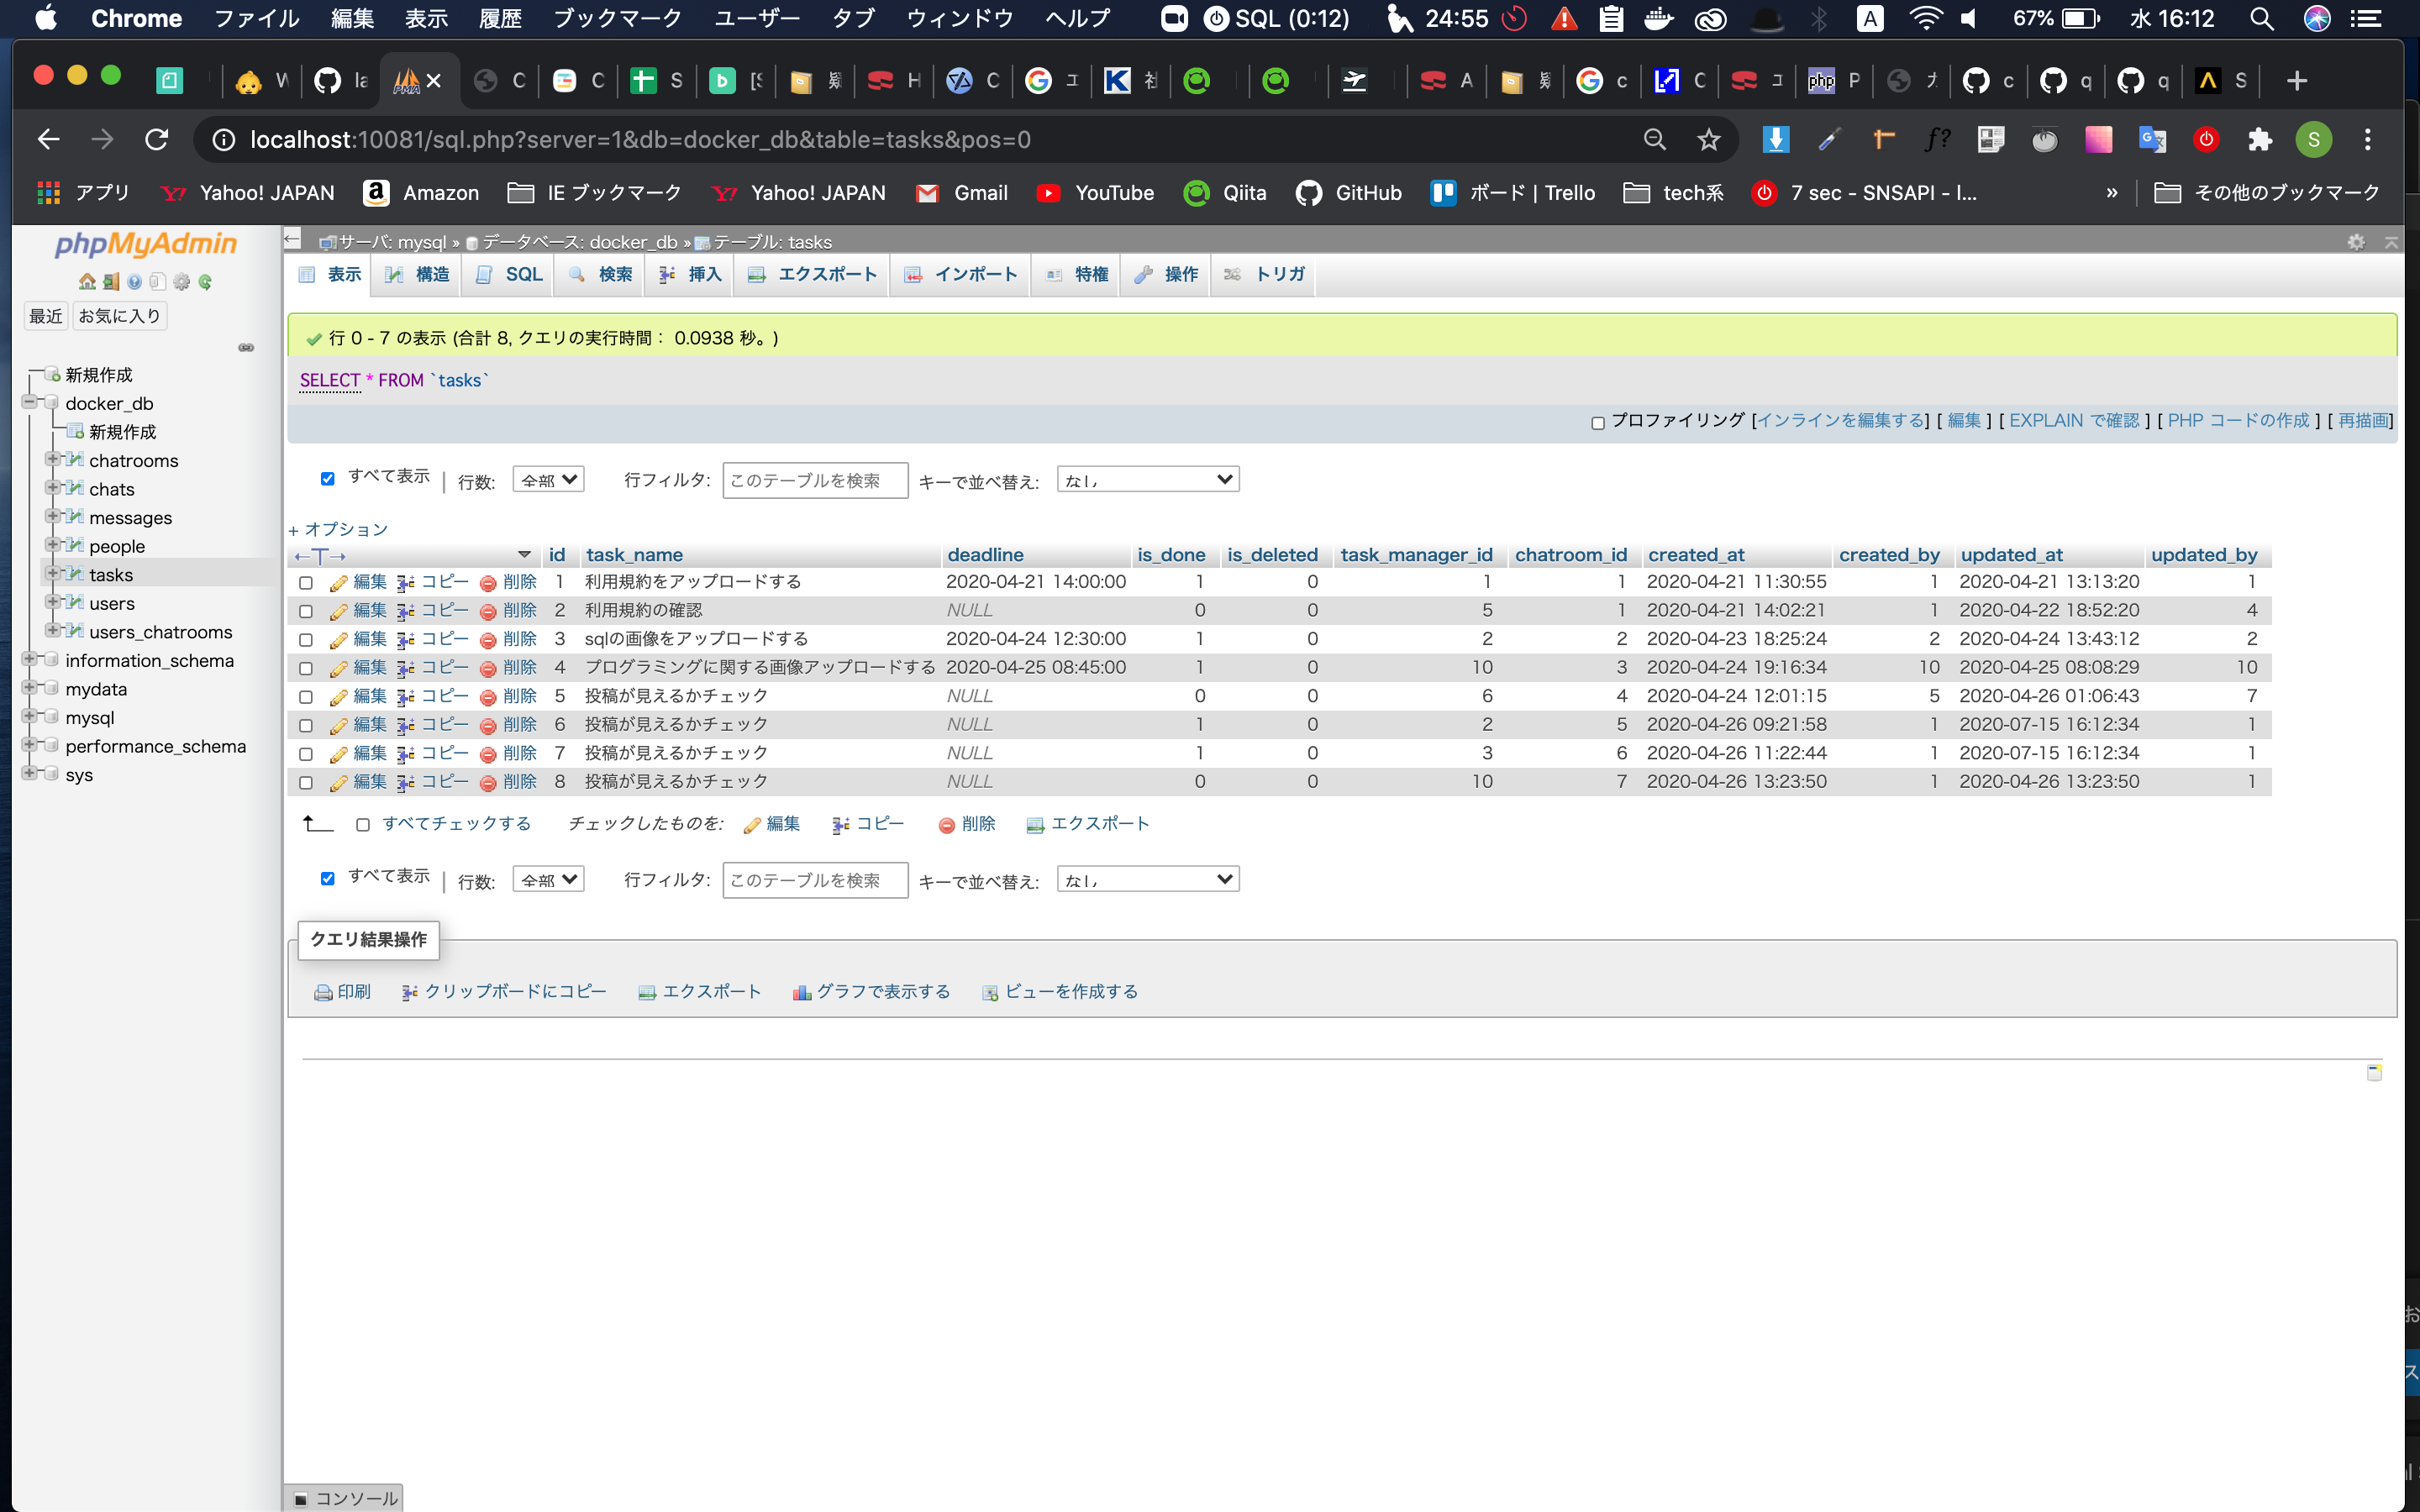 Chrome ファイル 編集 表示 履歴 ブックマーク ユーザー タブ ウィンドウ ヘルプ SQL (0:12) 24:55 A 67% 水 16:12
W la PMA × C C S b [S H C G ユ K 社 A c C ユ php P c q q S +
localhost:10081/sql.php?server=1&db=docker_db&table=tasks&pos=0 f? S
アプリ Yahoo! JAPAN Amazon IE ブックマーク Yahoo! JAPAN Gmail YouTube Qiita GitHub ボード | Trello tech系 7 sec - SNSAPI - I... » その他のブックマーク
phpMyAdmin
最近 お気に入り
新規作成
docker_db
新規作成
chatrooms
chats
messages
people
tasks
users
users_chatrooms
information_schema
mydata
mysql
performance_schema
sys
サーバ: mysql » データベース: docker_db » テーブル: tasks
表示 構造 SQL 検索 挿入 エクスポート インポート 特権 操作 トリガ
行 0 - 7 の表示 (合計 8, クエリの実行時間： 0.0938 秒。)
SELECT * FROM `tasks`
プロファイリング [インラインを編集する] [ 編集 ] [ EXPLAIN で確認 ] [ PHP コードの作成 ] [ 再描画]
すべて表示 | 行数: 全部 行フィルタ: このテーブルを検索 キーで並べ替え: なし
+ オプション
←T→ id task_name deadline is_done is_deleted task_manager_id chatroom_id created_at created_by updated_at updated_by
編集 コピー 削除 1 利用規約をアップロードする 2020-04-21 14:00:00 1 0 1 1 2020-04-21 11:30:55 1 2020-04-21 13:13:20 1
編集 コピー 削除 2 利用規約の確認 NULL 0 0 5 1 2020-04-21 14:02:21 1 2020-04-22 18:52:20 4
編集 コピー 削除 3 sqlの画像をアップロードする 2020-04-24 12:30:00 1 0 2 2 2020-04-23 18:25:24 2 2020-04-24 13:43:12 2
編集 コピー 削除 4 プログラミングに関する画像アップロードする 2020-04-25 08:45:00 1 0 10 3 2020-04-24 19:16:34 10 2020-04-25 08:08:29 10
編集 コピー 削除 5 投稿が見えるかチェック NULL 0 0 6 4 2020-04-24 12:01:15 5 2020-04-26 01:06:43 7
編集 コピー 削除 6 投稿が見えるかチェック NULL 1 0 2 5 2020-04-26 09:21:58 1 2020-07-15 16:12:34 1
編集 コピー 削除 7 投稿が見えるかチェック NULL 1 0 3 6 2020-04-26 11:22:44 1 2020-07-15 16:12:34 1
編集 コピー 削除 8 投稿が見えるかチェック NULL 0 0 10 7 2020-04-26 13:23:50 1 2020-04-26 13:23:50 1
すべてチェックする チェックしたものを: 編集 コピー 削除 エクスポート
すべて表示 | 行数: 全部 行フィルタ: このテーブルを検索 キーで並べ替え: なし
クエリ結果操作
印刷 クリップボードにコピー エクスポート グラフで表示する ビューを作成する
コンソール